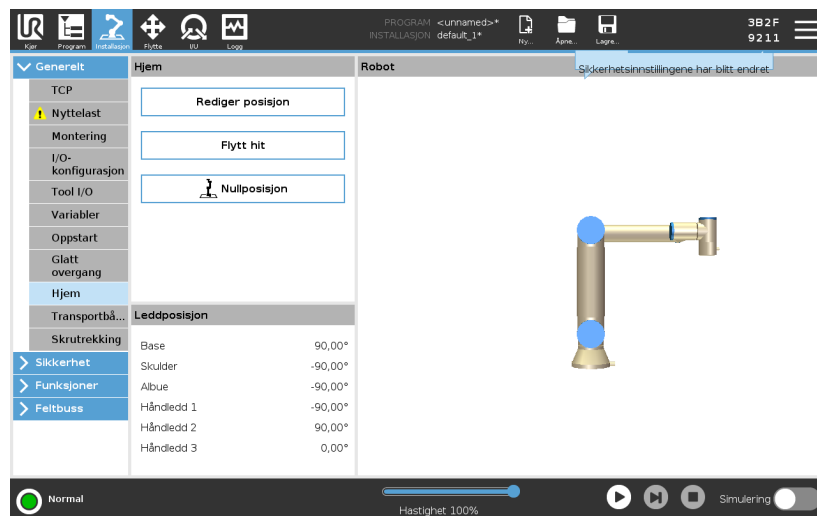 PROGRAM <unnamed>*
INSTALLASJON default_1*
3B2F
9211
Kjør
Program
Installasjon
Flytte
I/U
Logg
Ny...
Åpne...
Lagre...
Sikkerhetsinnstillingene har blitt endret
Generelt
TCP
Nyttelast
Montering
I/O-
konfigurasjon
Tool I/O
Variabler
Oppstart
Glatt
overgang
Hjem
Transportbå...
Skrutrekking
Sikkerhet
Funksjoner
Feltbuss
Hjem
Rediger posisjon
Flytt hit
Nullposisjon
Leddposisjon
Base 90,00°
Skulder -90,00°
Albue -90,00°
Håndledd 1 -90,00°
Håndledd 2 90,00°
Håndledd 3 0,00°
Robot
Normal
Hastighet 100%
Simulering